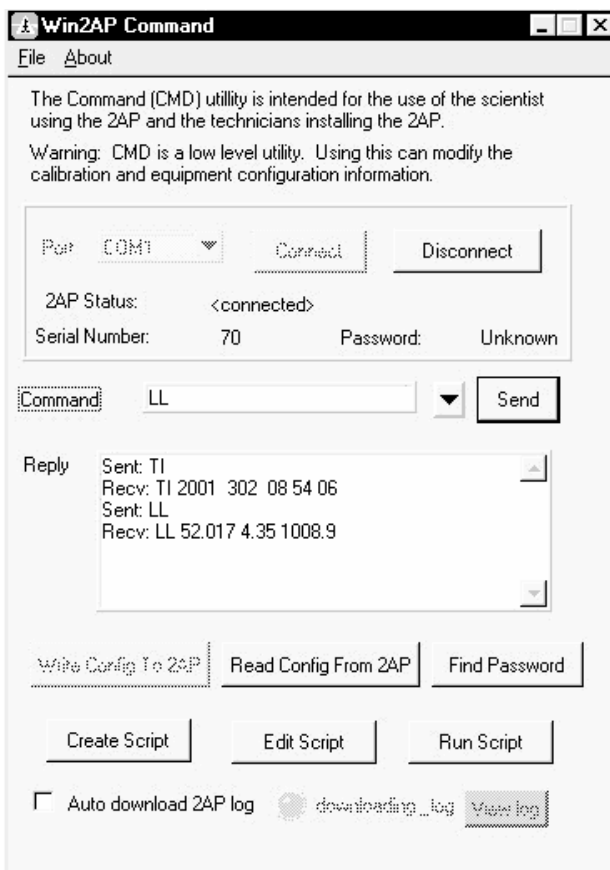 Win2AP Command
File About
The Command (CMD) utillity is intended for the use of the scientist
using the 2AP and the technicians installing the 2AP.
Warning: CMD is a low level utility. Using this can modify the
calibration and equipment configuration information.
Port COM1 Connect Disconnect
2AP Status: <connected>
Serial Number: 70 Password: Unknown
Command LL Send
Reply
Sent: TI
Recv: TI 2001 302 08 54 06
Sent: LL
Recv: LL 52.017 4.35 1008.9
Write Config To 2AP Read Config From 2AP Find Password
Create Script Edit Script Run Script
Auto download 2AP log downloading_log View log